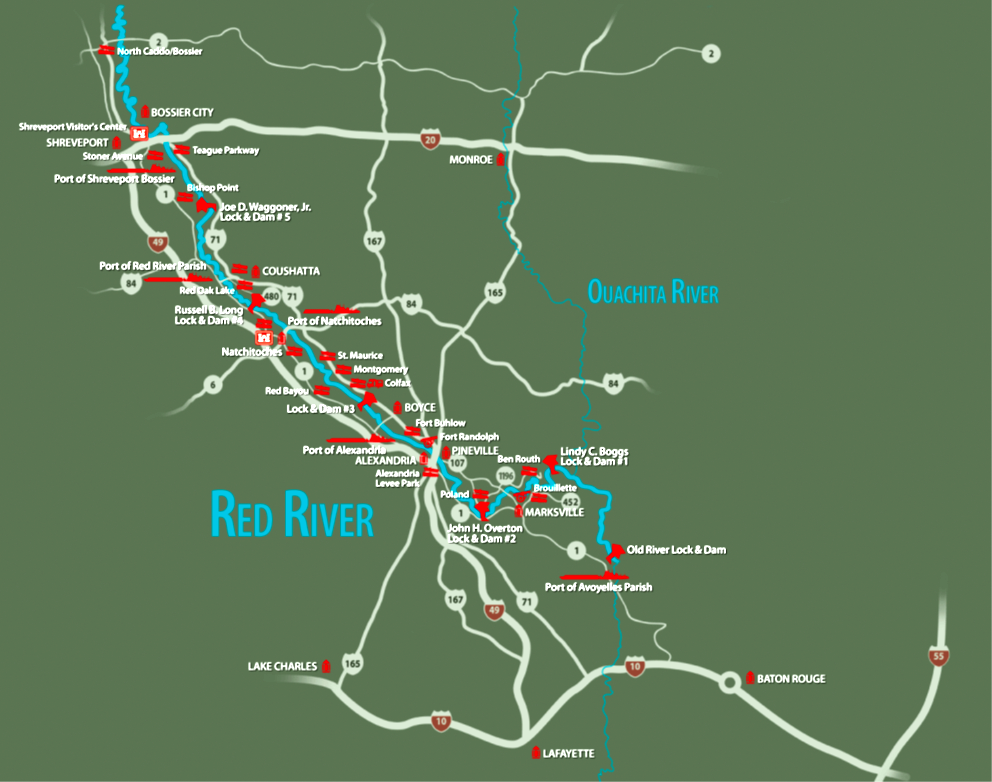 2
North Caddo/Bossier
2
BOSSIER CITY
Shreveport Visitor's Center
SHREVEPORT
20
Teague Parkway
Stoner Avenue
MONROE
Port of Shreveport Bossier
Bishop Point
1
Joe D. Waggoner, Jr.
Lock & Dam # 5
49
71
167
Port of Red River Parish
COUSHATTA
84
Red Oak Lake
480
71
165
OUACHITA RIVER
84
Russell B. Long
Lock & Dam #4
Port of Natchitoches
Natchitoches
St. Maurice
1
Montgomery
6
Colfax
84
Red Bayou
Lock & Dam #3
BOYCE
Fort Buhlow
Fort Randolph
Port of Alexandria
PINEVILLE
ALEXANDRIA
107
Ben Routh
Lindy C. Boggs
Lock & Dam #1
Alexandria
Levee Park
1196
Poland
Brouillette
452
1
MARKSVILLE
RED RIVER
John H. Overton
Lock & Dam #2
1
Old River Lock & Dam
Port of Avoyelles Parish
167
49
71
LAKE CHARLES
165
10
55
BATON ROUGE
10
LAFAYETTE